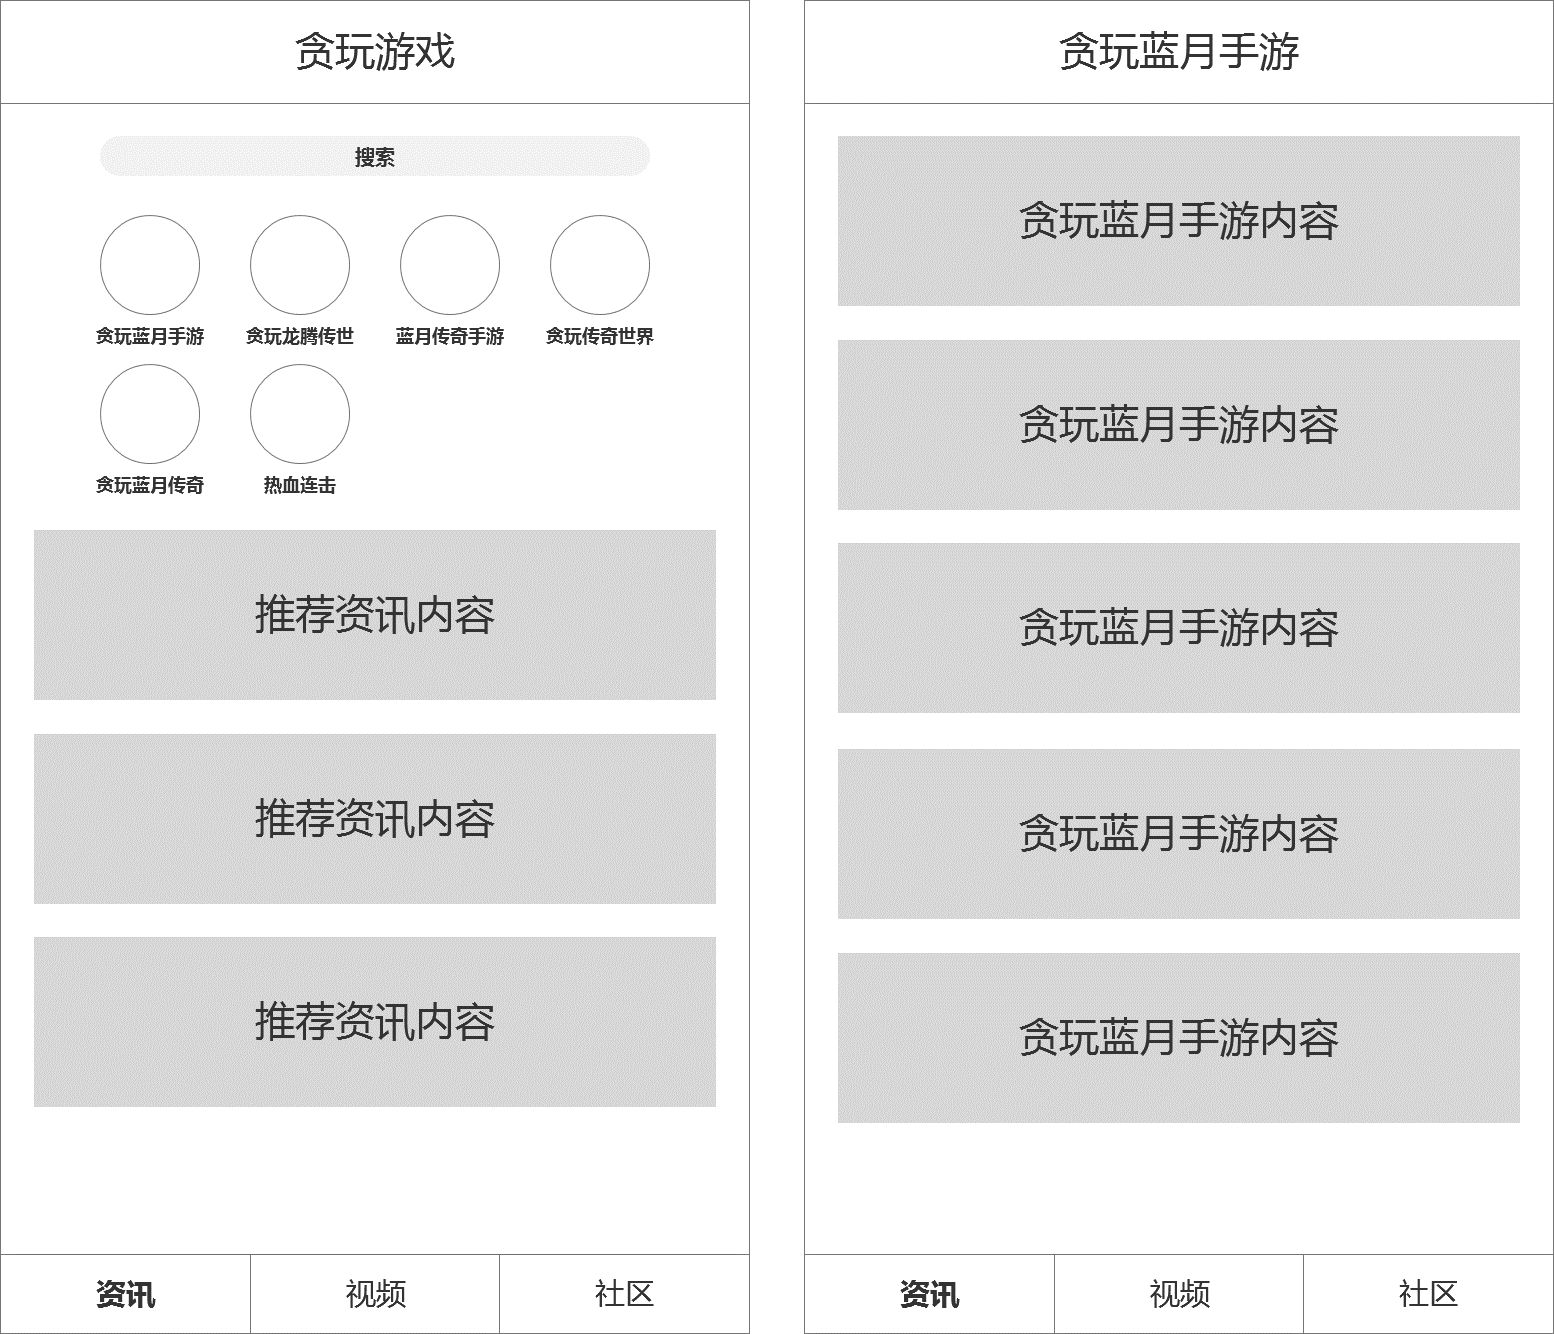 贪玩游戏
搜索
贪玩蓝月手游 贪玩龙腾传世 蓝月传奇手游 贪玩传奇世界
贪玩蓝月传奇 热血连击
推荐资讯内容
推荐资讯内容
推荐资讯内容
资讯 视频 社区
贪玩蓝月手游
贪玩蓝月手游内容
贪玩蓝月手游内容
贪玩蓝月手游内容
贪玩蓝月手游内容
贪玩蓝月手游内容
资讯 视频 社区